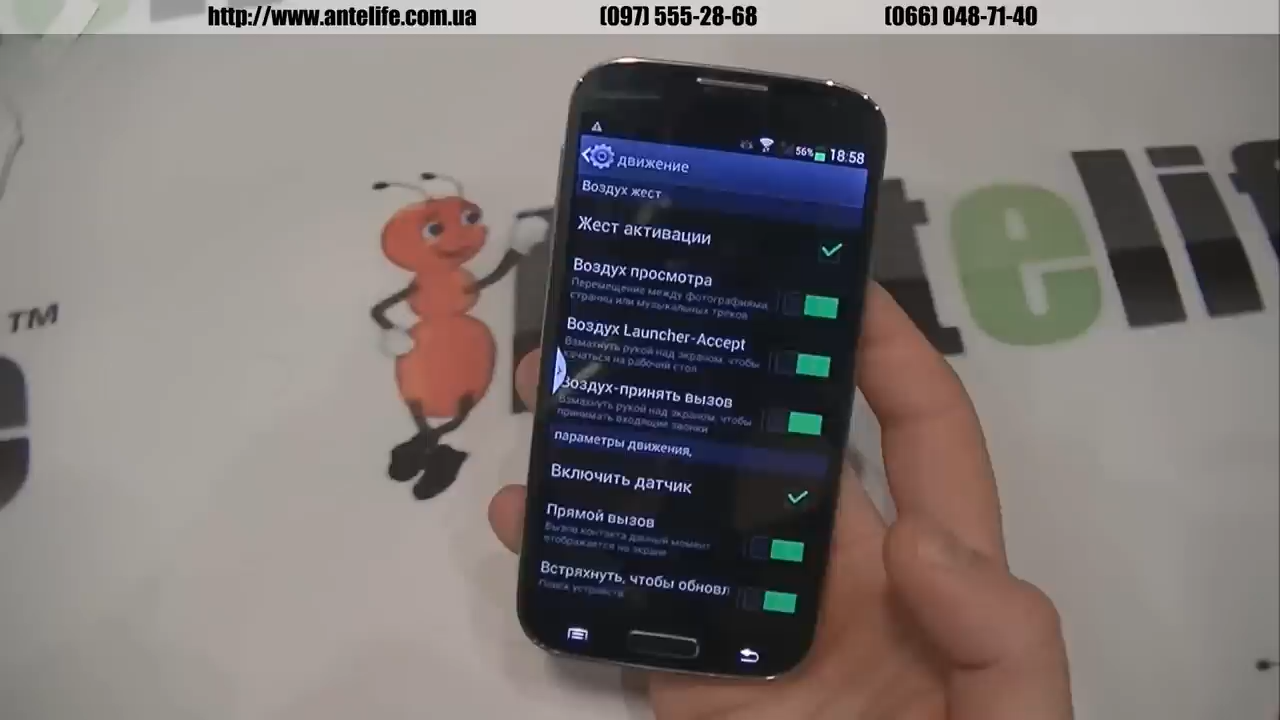 http://www.antelife.com.ua (097) 555-28-68 (066) 048-71-40
56% 18:58
движение
Воздух жест
Жест активации
Воздух просмотра
Перемещение между фотографиями,
страниц или музыкальных треков
Воздух Launcher-Accept
Взмахнуть рукой над экраном, чтобы
качаться на рабочий стол
Воздух-принять вызов
Взмахнуть рукой над экраном, чтобы
принимать входящие звонки
параметры движения,
Включить датчик
Прямой вызов
Вызов контакта данный момент
отображается на экране
Встряхнуть, чтобы обновл
Поиск устройств
TM
telif